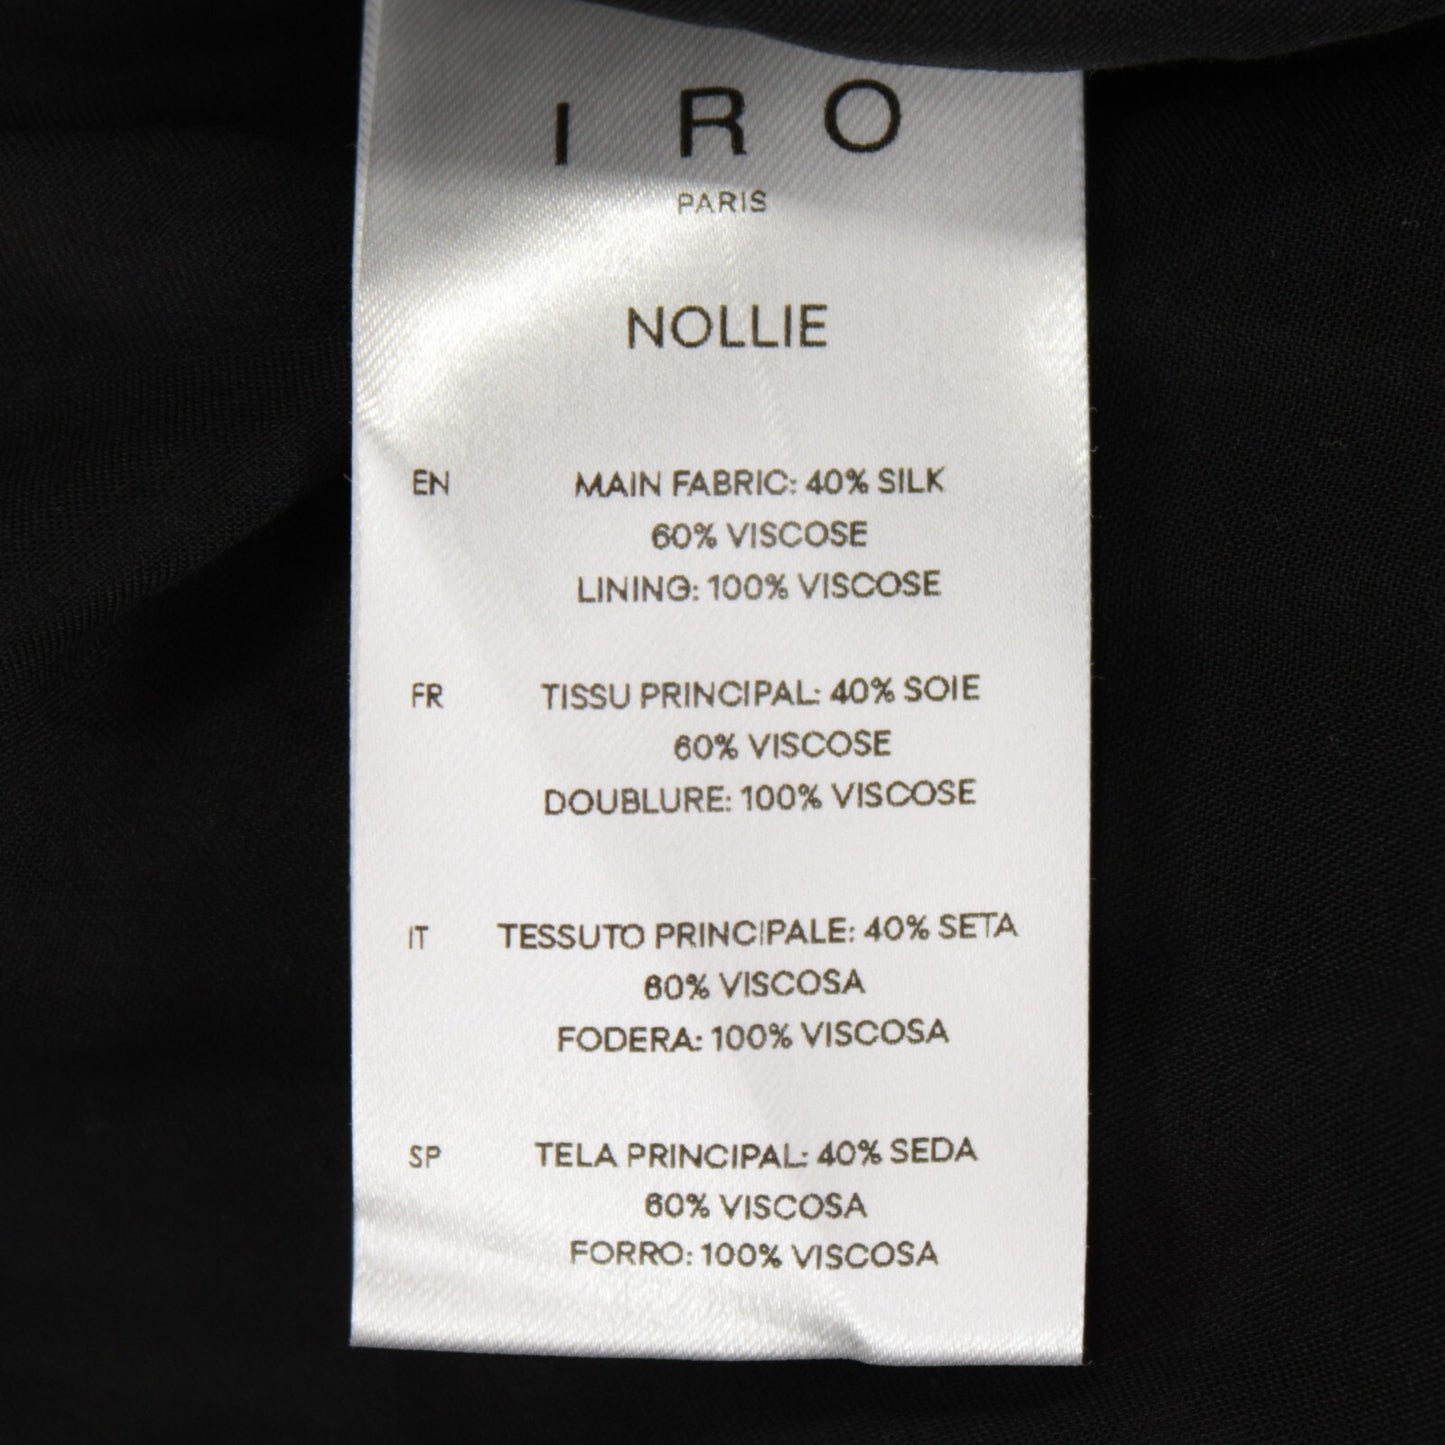 IRO
PARIS
NOLLIE
EN MAIN FABRIC: 40% SILK
60% VISCOSE
LINING: 100% VISCOSE
FR TISSU PRINCIPAL: 40% SOIE
60% VISCOSE
DOUBLURE: 100% VISCOSE
IT TESSUTO PRINCIPALE: 40% SETA
60% VISCOSA
FODERA: 100% VISCOSA
SP TELA PRINCIPAL: 40% SEDA
60% VISCOSA
FORRO: 100% VISCOSA